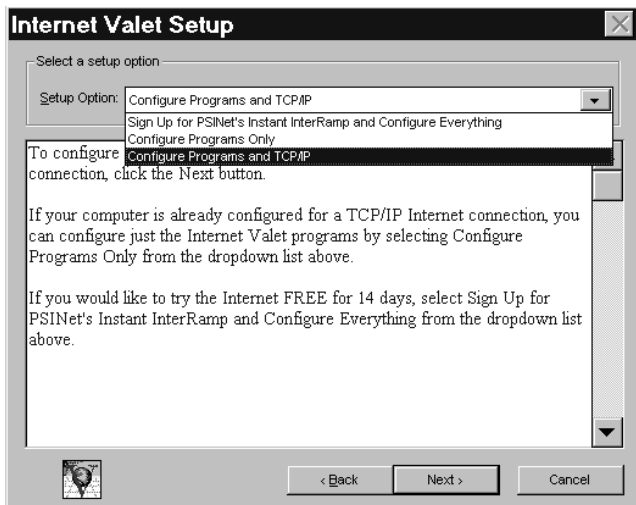 Internet Valet Setup
Select a setup option
Setup Option: Configure Programs and TCP/IP
Sign Up for PSINet's Instant InterRamp and Configure Everything
Configure Programs Only
Configure Programs and TCP/IP
To configure
connection, click the Next button.
If your computer is already configured for a TCP/IP Internet connection, you
can configure just the Internet Valet programs by selecting Configure
Programs Only from the dropdown list above.
If you would like to try the Internet FREE for 14 days, select Sign Up for
PSINet's Instant InterRamp and Configure Everything from the dropdown list
above.
‹ Back Next › Cancel